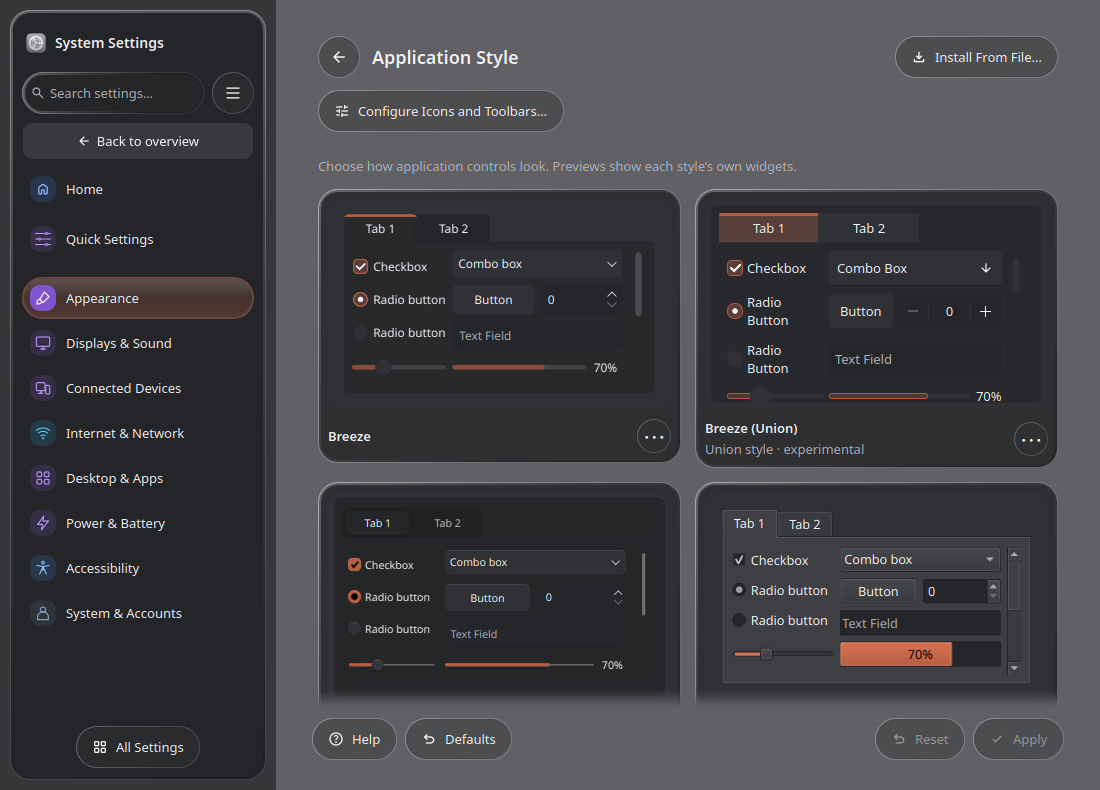 System Settings
Search settings...
Back to overview
Home
Quick Settings
Appearance
Displays & Sound
Connected Devices
Internet & Network
Desktop & Apps
Power & Battery
Accessibility
System & Accounts
All Settings
Application Style
Install From File...
Configure Icons and Toolbars...
Choose how application controls look. Previews show each style's own widgets.
Tab 1
Tab 2
Checkbox
Combo box
Radio button
Button
0
Radio button
Text Field
70%
Breeze
Tab 1
Tab 2
Checkbox
Combo Box
Radio
Button
Button
0
Radio
Button
Text Field
70%
Breeze (Union)
Union style · experimental
Tab 1
Tab 2
Checkbox
Combo box
Radio button
Button
0
Radio button
Text Field
70%
Tab 1
Tab 2
Checkbox
Combo box
Radio button
Button
0
Radio button
Text Field
70%
Help
Defaults
Reset
Apply